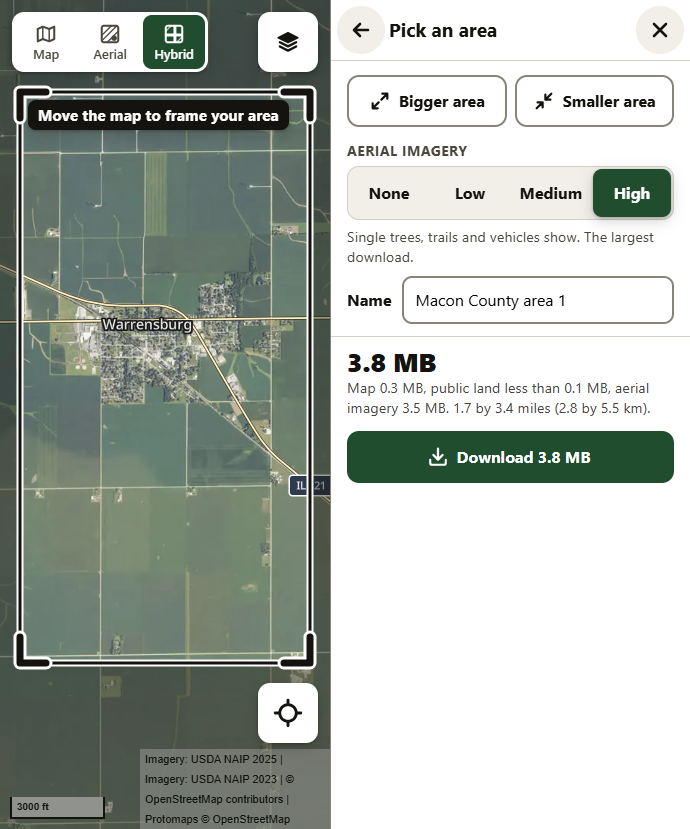 Map
Aerial
Hybrid
Move the map to frame your area
Warrensburg
3000 ft
Imagery: USDA NAIP 2025 |
Imagery: USDA NAIP 2023 | ©
OpenStreetMap contributors |
Protomaps © OpenStreetMap
Pick an area
Bigger area
Smaller area
AERIAL IMAGERY
None
Low
Medium
High
Single trees, trails and vehicles show. The largest
download.
Name
Macon County area 1
3.8 MB
Map 0.3 MB, public land less than 0.1 MB, aerial
imagery 3.5 MB. 1.7 by 3.4 miles (2.8 by 5.5 km).
Download 3.8 MB